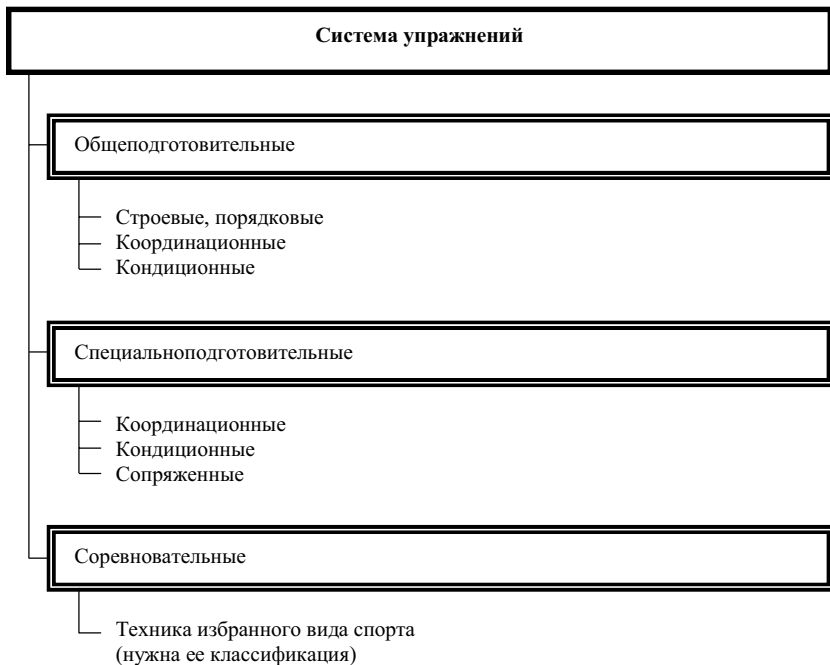 Система упражнений
Общеподготовительные
Строевые, порядковые
Координационные
Кондиционные
Специальноподготовительные
Координационные
Кондиционные
Сопряженные
Соревновательные
Техника избранного вида спорта
(нужна ее классификация)